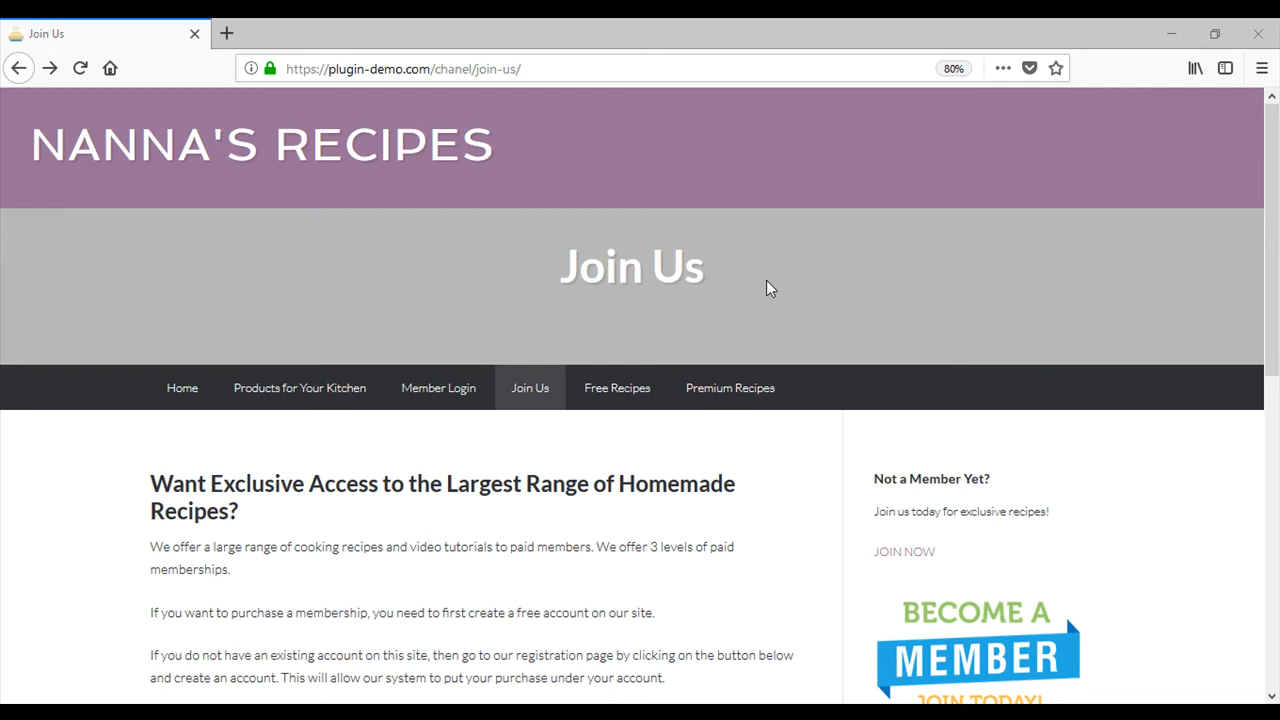 Join Us
https://plugin-demo.com/chanel/join-us/
80%
NANNA'S RECIPES
Join Us
Home Products for Your Kitchen Member Login Join Us Free Recipes Premium Recipes
Want Exclusive Access to the Largest Range of Homemade
Recipes?
We offer a large range of cooking recipes and video tutorials to paid members. We offer 3 levels of paid
memberships.
If you want to purchase a membership, you need to first create a free account on our site.
If you do not have an existing account on this site, then go to our registration page by clicking on the button below
and create an account. This will allow our system to put your purchase under your account.
Not a Member Yet?
Join us today for exclusive recipes!
JOIN NOW
BECOME A
MEMBER
JOIN TODAY!